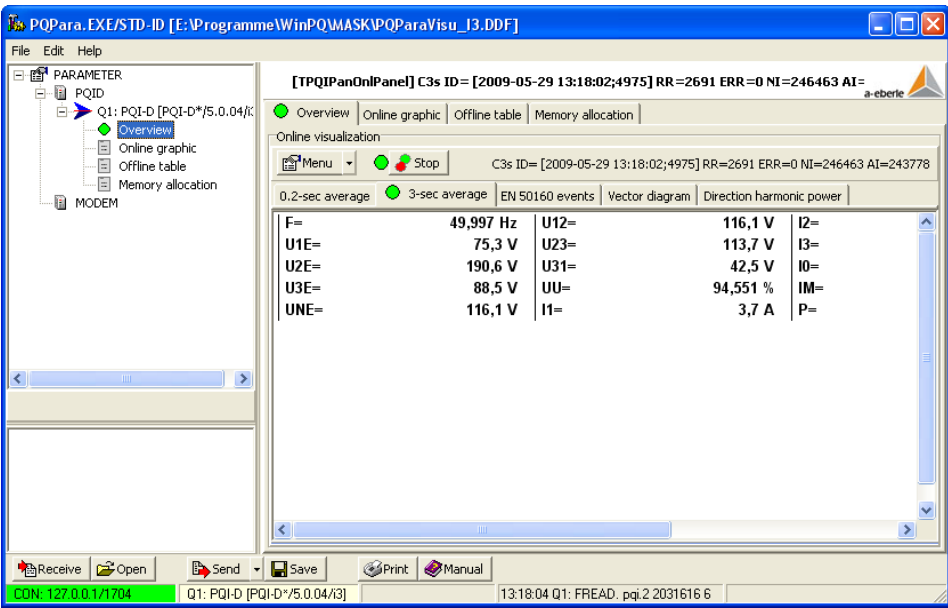 PQPara.EXE/STD-ID [E:\Programme\WinPQ\MASK\PQParaVisu_I3.DDF]
File Edit Help
PARAMETER
PQID
Q1: PQI-D [PQI-D*/5.0.04/i
Overview
Online graphic
Offline table
Memory allocation
MODEM
[TPQIPanOnlPanel] C3s ID= [2009-05-29 13:18:02;4975] RR=2691 ERR=0 NI=246463 AI=
a-eberle
Overview Online graphic Offline table Memory allocation
Online visualization
Menu Stop C3s ID= [2009-05-29 13:18:02;4975] RR=2691 ERR=0 NI=246463 AI=243778
0.2-sec average 3-sec average EN 50160 events Vector diagram Direction harmonic power
F= 49,997 Hz U12= 116,1 V I2=
U1E= 75,3 V U23= 113,7 V I3=
U2E= 190,6 V U31= 42,5 V I0=
U3E= 88,5 V UU= 94,551 % IM=
UNE= 116,1 V I1= 3,7 A P=
Receive Open Send Save Print Manual
CON: 127.0.0.1/1704 Q1: PQI-D [PQI-D*/5.0.04/i3] 13:18:04 Q1: FREAD. pqi.2 2031616 6